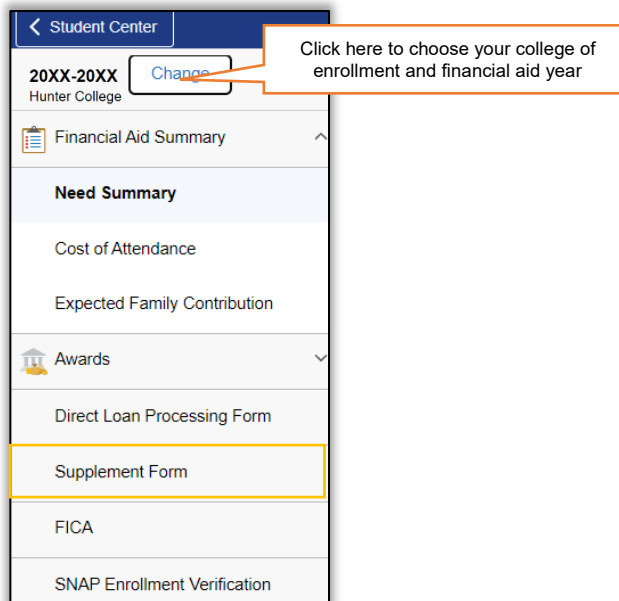 Student Center
20XX-20XX Change
Hunter College
Click here to choose your college of
enrollment and financial aid year
Financial Aid Summary
Need Summary
Cost of Attendance
Expected Family Contribution
Awards
Direct Loan Processing Form
Supplement Form
FICA
SNAP Enrollment Verification